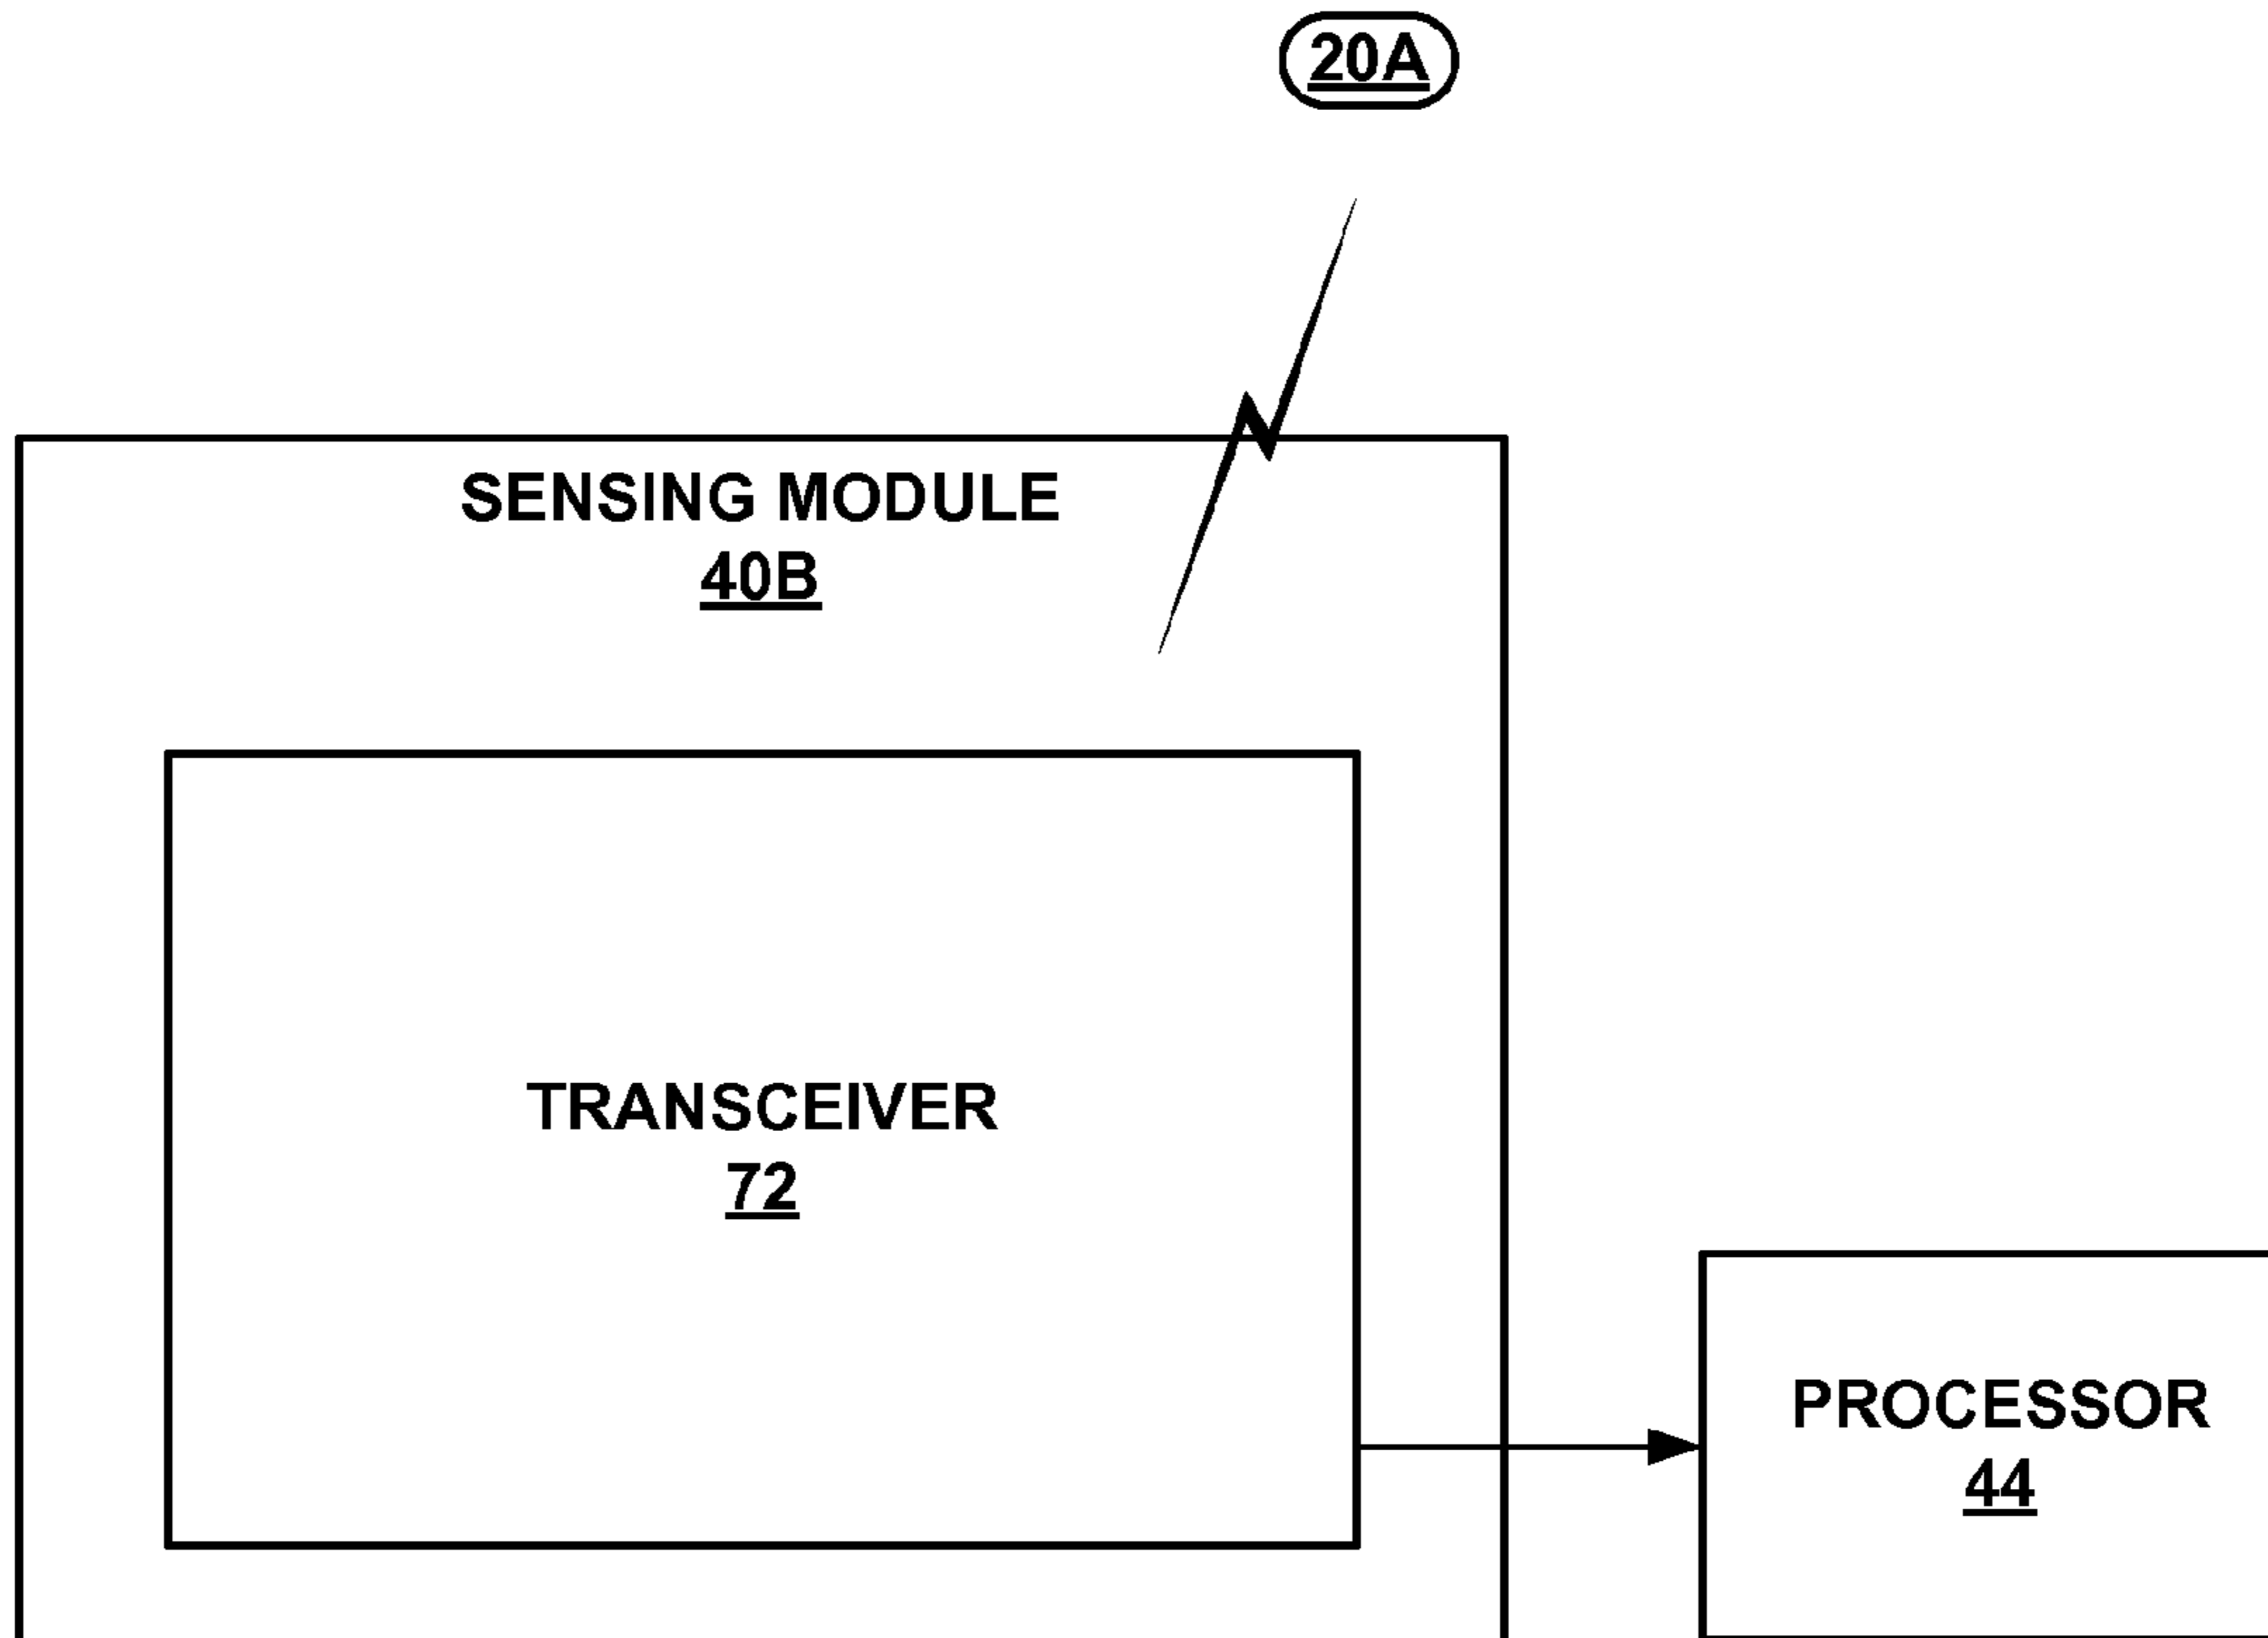 20A
SENSING MODULE
40B
TRANSCEIVER
72
PROCESSOR
44